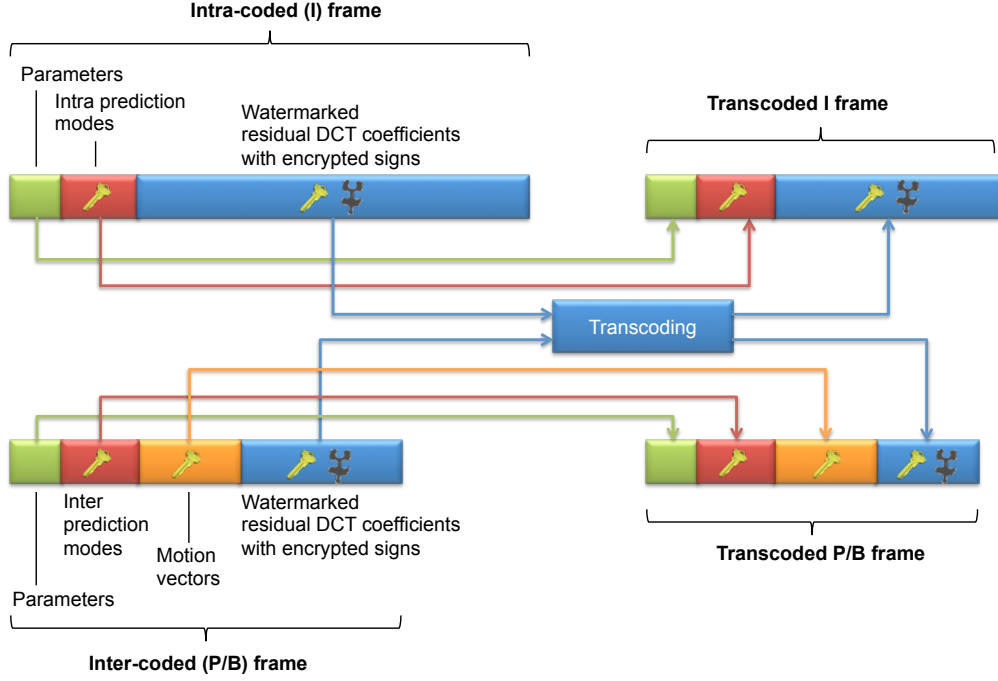 Intra-coded (I) frame
Parameters
Intra prediction
modes
Watermarked
residual DCT coefficients
with encrypted signs
Transcoded I frame
Transcoding
Inter
prediction
modes
Motion
vectors
Watermarked
residual DCT coefficients
with encrypted signs
Parameters
Inter-coded (P/B) frame
Transcoded P/B frame